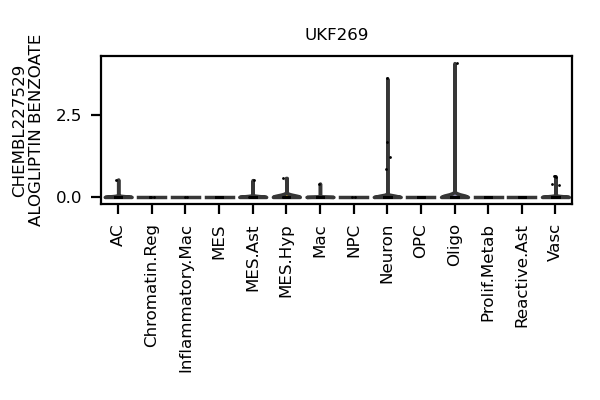 UKF269
CHEMBL227529
ALOGLIPTIN BENZOATE
2.5
0.0
AC
Chromatin.Reg
Inflammatory.Mac
MES
MES.Ast
MES.Hyp
Mac
NPC
Neuron
OPC
Oligo
Prolif.Metab
Reactive.Ast
Vasc